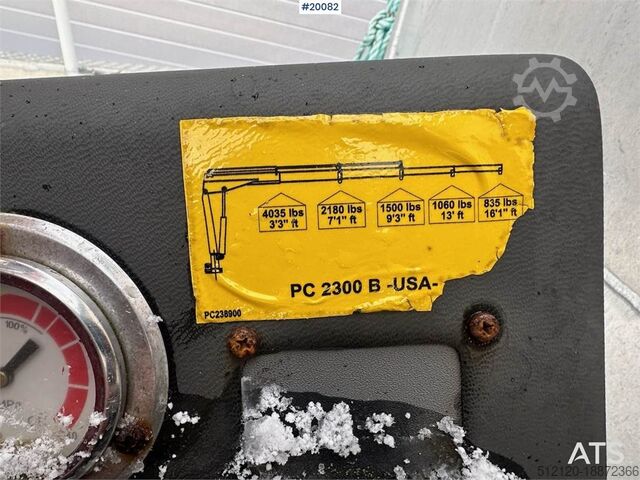 #20082
4035 lbs
3'3" ft
2180 lbs
7'1" ft
1500 lbs
9'3" ft
1060 lbs
13' ft
835 lbs
16'1" ft
PC 2300 B -USA-
PC238900
100%
ATS
512120-18872366